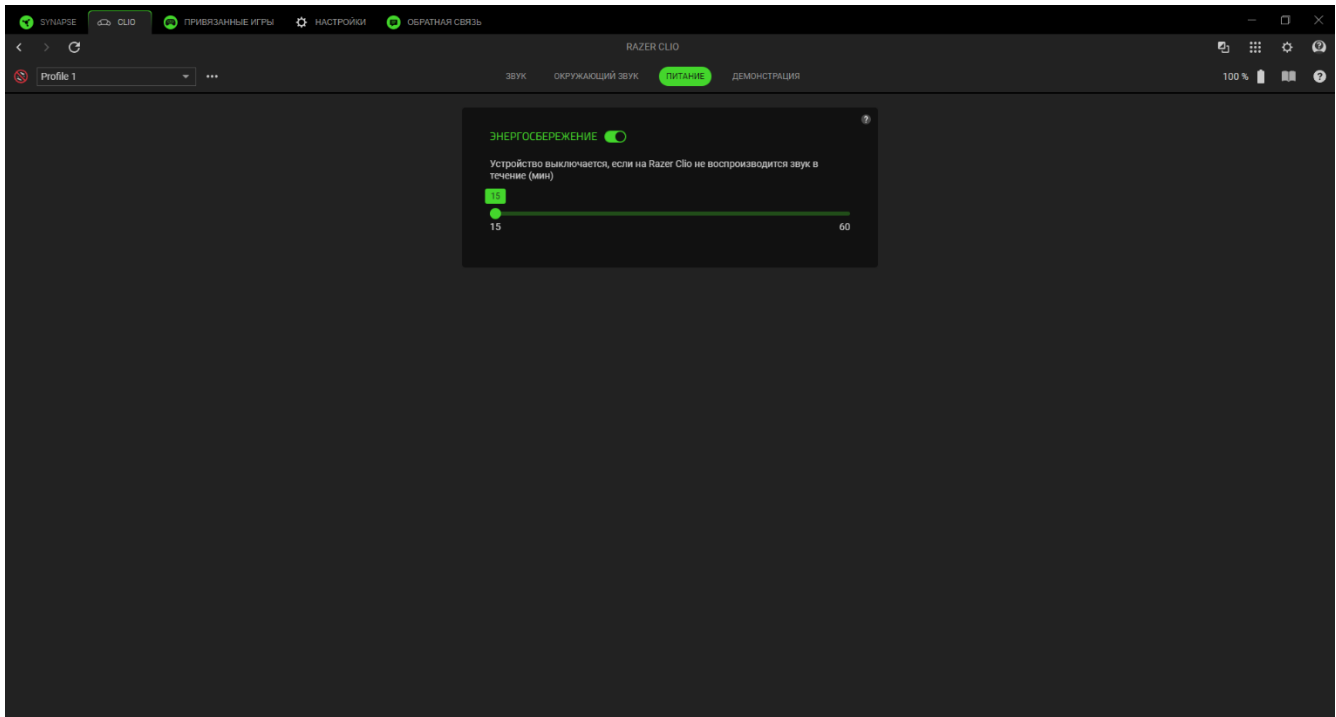 SYNAPSE CLIO ПРИВЯЗАННЫЕ ИГРЫ НАСТРОЙКИ ОБРАТНАЯ СВЯЗЬ
RAZER CLIO
Profile 1 ЗВУК ОКРУЖАЮЩИЙ ЗВУК ПИТАНИЕ ДЕМОНСТРАЦИЯ 100 %
ЭНЕРГОСБЕРЕЖЕНИЕ
Устройство выключается, если на Razer Clio не воспроизводится звук в
течение (мин)
15
15 60